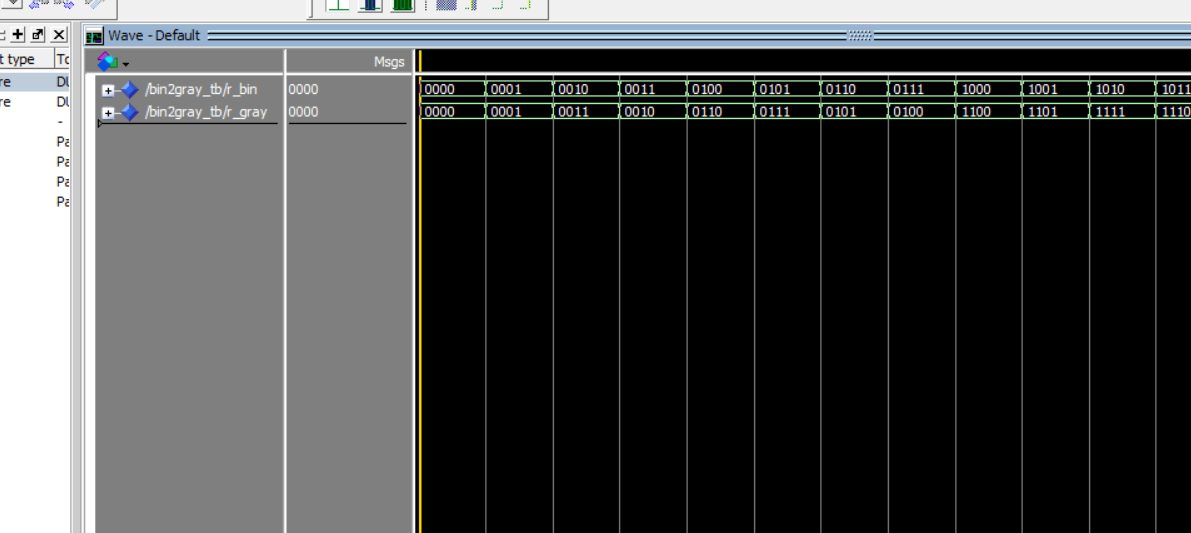 Wave - Default
t type To
Msgs
re DU
/bin2gray_tb/r_bin 0000 0000 0001 0010 0011 0100 0101 0110 0111 1000 1001 1010 1011
re DU
/bin2gray_tb/r_gray 0000 0000 0001 0011 0010 0110 0111 0101 0100 1100 1101 1111 1110
-
Pa
Pa
Pa
Pa